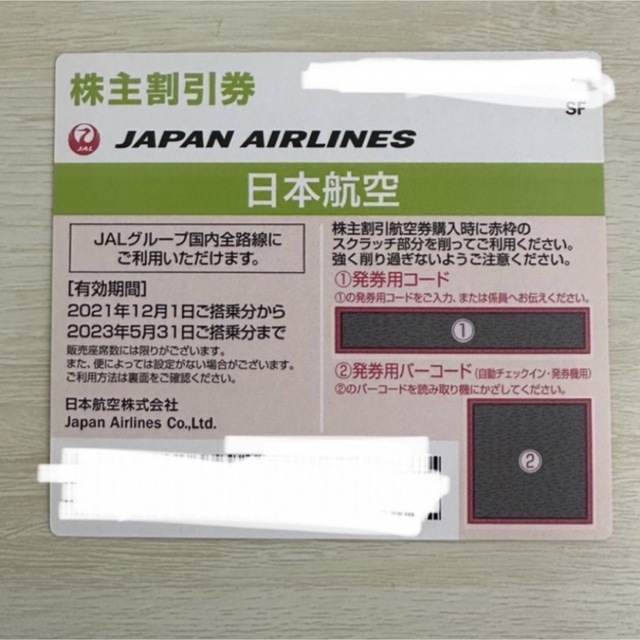 株主割引券
SF
JAL
JAPAN AIRLINES
日本航空
JALグループ国内全路線に
ご利用いただけます。
[有効期間]
2021年12月1日ご搭乗分から
2023年5月31日ご搭乗分まで
販売座席数には限りがございます。
また、便によっては設定がない場合がございます。
ご利用方法は裏面をご確認ください。
日本航空株式会社
Japan Airlines Co.,Ltd.
株主割引航空券購入時に赤枠の
スクラッチ部分を削ってご利用ください。
強く削り過ぎないようご注意ください。
①発券用コード
①の発券用コードをご入力、または係員へお伝えください。
①
②発券用バーコード(自動チェックイン・発券機用)
②のバーコードを読み取り機にかざしてください。
②